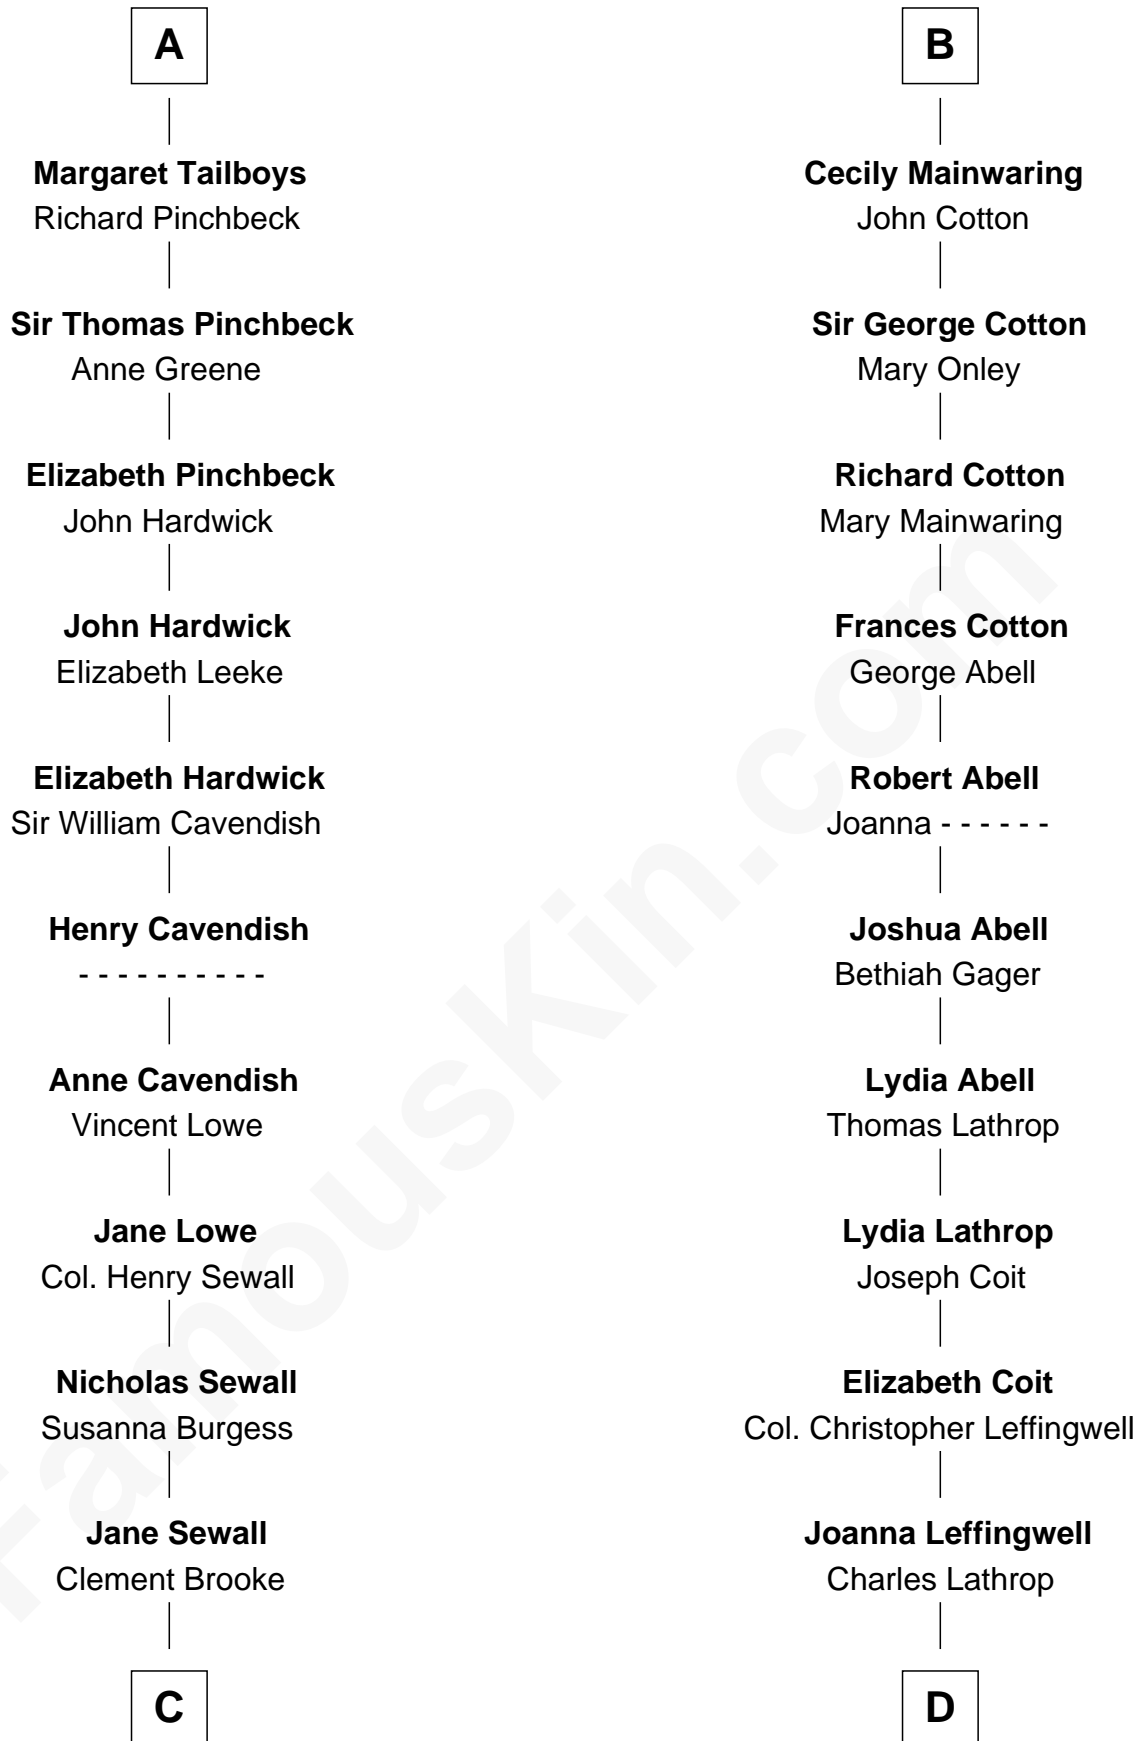 A
Margaret Tailboys
Richard Pinchbeck
Sir Thomas Pinchbeck
Anne Greene
Elizabeth Pinchbeck
John Hardwick
John Hardwick
Elizabeth Leeke
Elizabeth Hardwick
Sir William Cavendish
Henry Cavendish
- - - - - - - - - -
Anne Cavendish
Vincent Lowe
Jane Lowe
Col. Henry Sewall
Nicholas Sewall
Susanna Burgess
Jane Sewall
Clement Brooke
C
B
Cecily Mainwaring
John Cotton
Sir George Cotton
Mary Onley
Richard Cotton
Mary Mainwaring
Frances Cotton
George Abell
Robert Abell
Joanna - - - - - -
Joshua Abell
Bethiah Gager
Lydia Abell
Thomas Lathrop
Lydia Lathrop
Joseph Coit
Elizabeth Coit
Col. Christopher Leffingwell
Joanna Leffingwell
Charles Lathrop
D
FamousKin.com